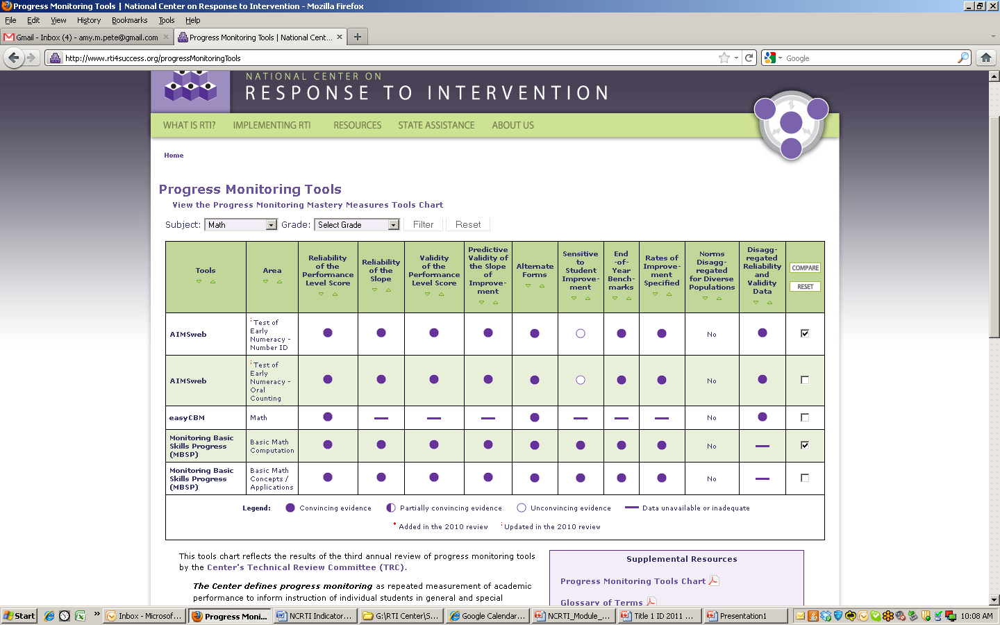 Progress Monitoring Tools | National Center on Response to Intervention - Mozilla Firefox
File Edit View History Bookmarks Tools Help
Gmail - Inbox (4) - amy.m.pete@gmail.com
Progress Monitoring Tools | National Cent...
http://www.rti4success.org/progressMonitoringTools
Google
NATIONAL CENTER ON
RESPONSE TO INTERVENTION
WHAT IS RTI? IMPLEMENTING RTI RESOURCES STATE ASSISTANCE ABOUT US
Home
Progress Monitoring Tools
View the Progress Monitoring Mastery Measures Tools Chart
Subject: Math Grade: Select Grade Filter Reset
Tools
Area
Reliability
of the
Performance
Level Score
Reliability
of the
Slope
Validity
of the
Performance
Level Score
Predictive
Validity of
the Slope
of
Improve-
ment
Alternate
Forms
Sensitive
to
Student
Improve-
ment
End
-of-
Year
Bench-
marks
Rates of
Improve-
ment
Specified
Norms
Disagg-
regated
for Diverse
Populations
Disagg-
regated
Reliability
and
Validity
Data
COMPARE
RESET
AIMSweb
Test of
Early
Numeracy -
Number ID
No
AIMSweb
Test of
Early
Numeracy -
Oral
Counting
No
easyCBM
Math
No
Monitoring Basic
Skills Progress
(MBSP)
Basic Math
Computation
No
Monitoring Basic
Skills Progress
(MBSP)
Basic Math
Concepts /
Applications
No
Legend: Convincing evidence Partially convincing evidence Unconvincing evidence Data unavailable or inadequate
* Added in the 2010 review : Updated in the 2010 review
This tools chart reflects the results of the third annual review of progress monitoring tools
by the Center's Technical Review Committee (TRC).
The Center defines progress monitoring as repeated measurement of academic
performance to inform instruction of individual students in general and special
Supplemental Resources
Progress Monitoring Tools Chart
Glossary of Terms
Start » Inbox - Microsof... Progress Moni... NCRTI Indicator... G:\RTI Center\S... Google Calendar... NCRTI_Module_... Title 1 ID 2011 ... Presentation1 10:08 AM